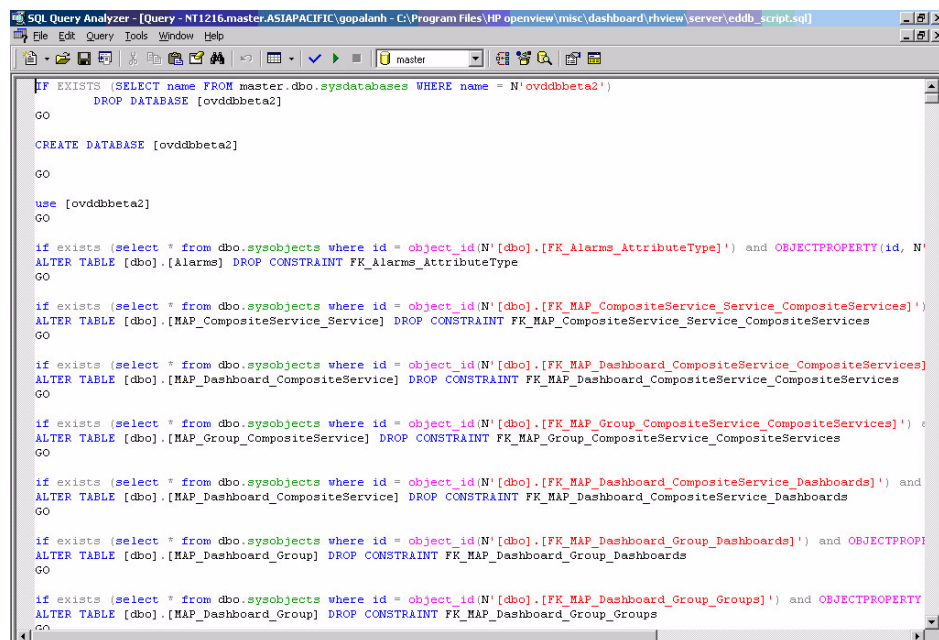 SQL Query Analyzer - [Query - NT1216.master.ASIAPACIFIC\gopalanh - C:\Program Files\HP openview\misc\dashboard\rhview\server\eddb_script.sql]
File Edit Query Tools Window Help
master
IF EXISTS (SELECT name FROM master.dbo.sysdatabases WHERE name = N'ovddbbeta2')
DROP DATABASE [ovddbbeta2]
GO
CREATE DATABASE [ovddbbeta2]
GO
use [ovddbbeta2]
GO
if exists (select * from dbo.sysobjects where id = object_id(N'[dbo].[FK_Alarms_AttributeType]') and OBJECTPROPERTY(id, N'
ALTER TABLE [dbo].[Alarms] DROP CONSTRAINT FK_Alarms_AttributeType
GO
if exists (select * from dbo.sysobjects where id = object_id(N'[dbo].[FK_MAP_CompositeService_Service_CompositeServices]')
ALTER TABLE [dbo].[MAP_CompositeService_Service] DROP CONSTRAINT FK_MAP_CompositeService_Service_CompositeServices
GO
if exists (select * from dbo.sysobjects where id = object_id(N'[dbo].[FK_MAP_Dashboard_CompositeService_CompositeServices]
ALTER TABLE [dbo].[MAP_Dashboard_CompositeService] DROP CONSTRAINT FK_MAP_Dashboard_CompositeService_CompositeServices
GO
if exists (select * from dbo.sysobjects where id = object_id(N'[dbo].[FK_MAP_Group_CompositeService_CompositeServices]') a
ALTER TABLE [dbo].[MAP_Group_CompositeService] DROP CONSTRAINT FK_MAP_Group_CompositeService_CompositeServices
GO
if exists (select * from dbo.sysobjects where id = object_id(N'[dbo].[FK_MAP_Dashboard_CompositeService_Dashboards]') and
ALTER TABLE [dbo].[MAP_Dashboard_CompositeService] DROP CONSTRAINT FK_MAP_Dashboard_CompositeService_Dashboards
GO
if exists (select * from dbo.sysobjects where id = object_id(N'[dbo].[FK_MAP_Dashboard_Group_Dashboards]') and OBJECTPROPE
ALTER TABLE [dbo].[MAP_Dashboard_Group] DROP CONSTRAINT FK_MAP_Dashboard_Group_Dashboards
GO
if exists (select * from dbo.sysobjects where id = object_id(N'[dbo].[FK_MAP_Dashboard_Group_Groups]') and OBJECTPROPERTY
ALTER TABLE [dbo].[MAP_Dashboard_Group] DROP CONSTRAINT FK_MAP_Dashboard_Group_Groups
GO